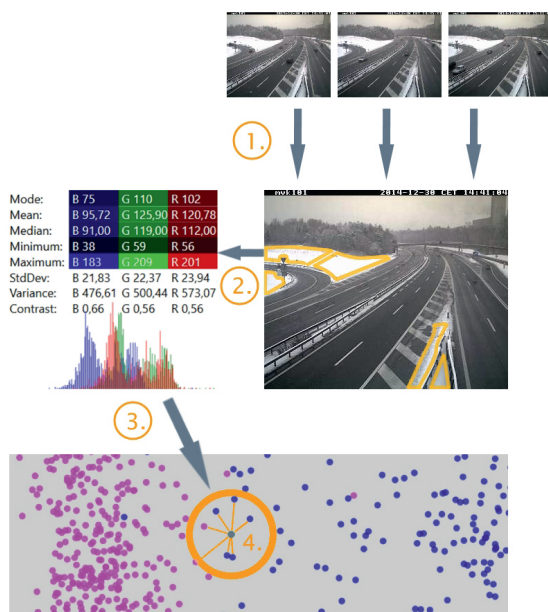 1.
mvk101 2014-12-30 CET 14:41:04
Mode: B 75 G 110 R 102
Mean: B 95,72 G 125,90 R 120,78
Median: B 91,00 G 119,00 R 112,00
Minimum: B 38 G 59 R 56
Maximum: B 183 G 209 R 201
StdDev: B 21,83 G 22,37 R 23,94
Variance: B 476,61 G 500,44 R 573,07
Contrast: B 0,66 G 0,56 R 0,56
2.
3.
4.